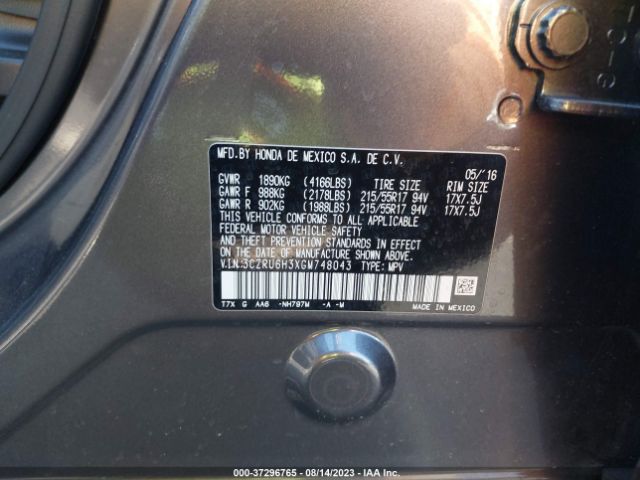 MFD.BY HONDA DE MEXICO S.A. DE C.V.
05/'16
GVWR 1890KG (4166LBS) TIRE SIZE RIM SIZE
GAWR F 988KG (2178LBS) 215/55R17 94V 17X7.5J
GAWR R 902KG (1988LBS) 215/55R17 94V 17X7.5J
THIS VEHICLE CONFORMS TO ALL APPLICABLE
FEDERAL MOTOR VEHICLE SAFETY AND THEFT PREVENTION
STANDARDS IN EFFECT ON THE DATE OF MANUFACTURE SHOWN ABOVE.
V.I.N:3CZRU6H3XGM748043 TYPE: MPV
T7X G AA6 -NH797M -A -M MADE IN MEXICO
000-37296765 - 08/14/2023 - IAA Inc.